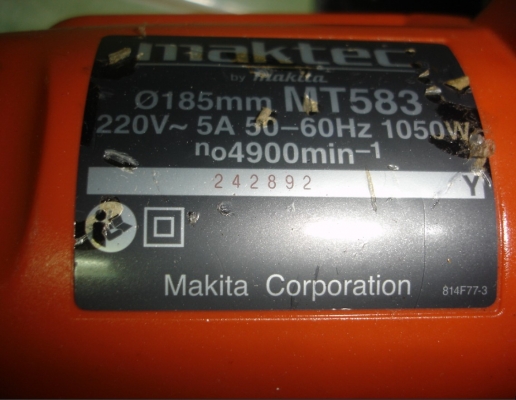 maktec
by makita
Ø185mm MT583
220V~ 5A 50-60Hz 1050W
no4900min-1
242892 Y
Makita Corporation
814F77-3